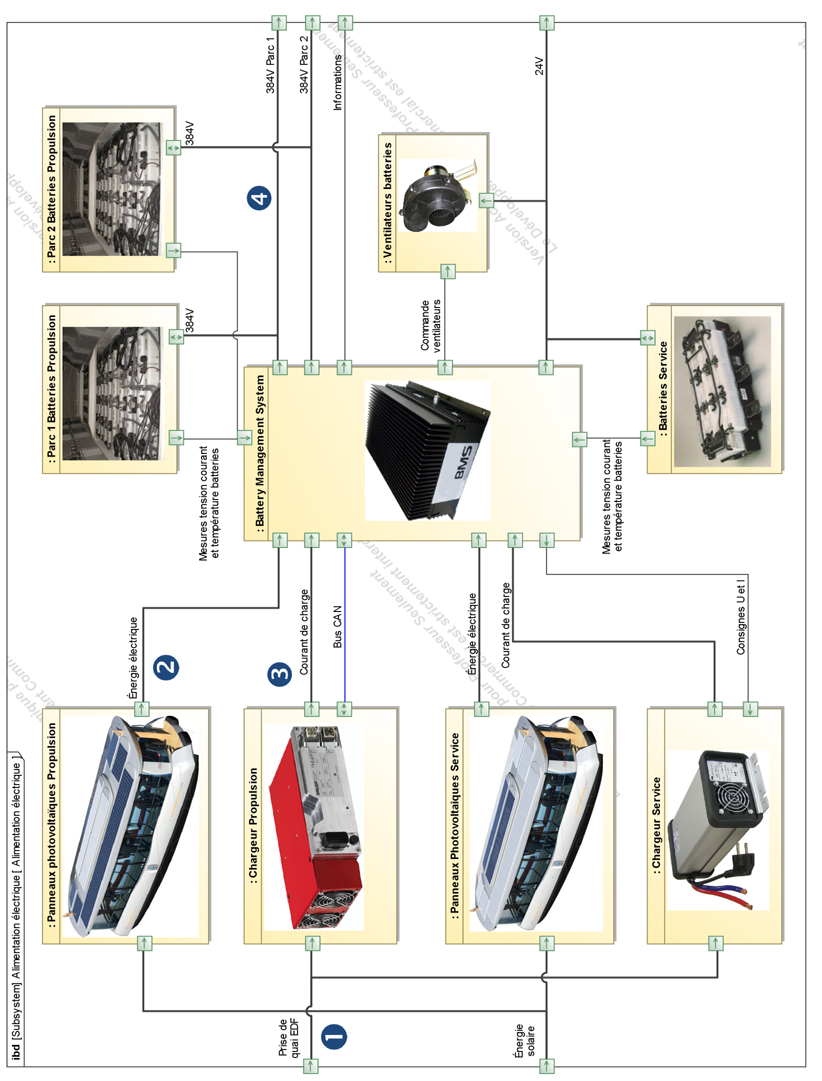 ibd [Subsystem] Alimentation électrique [ Alimentation électrique ]
Prise de
quai EDF
1
Énergie
solaire
: Panneaux photovoltaiques Propulsion
Énergie électrique
2
: Chargeur Propulsion
3
Courant de charge
Bus CAN
: Panneaux Photovoltaiques Service
Énergie électrique
Courant de charge
: Chargeur Service
Consignes U et I
: Battery Management System
BMS
Mesures tension courant
et température batteries
Mesures tension courant
et température batteries
: Parc 1 Batteries Propulsion
384V
: Parc 2 Batteries Propulsion
384V
4
: Ventilateurs batteries
Commande
ventilateurs
: Batteries Service
384V Parc 1
384V Parc 2
Informations
24V